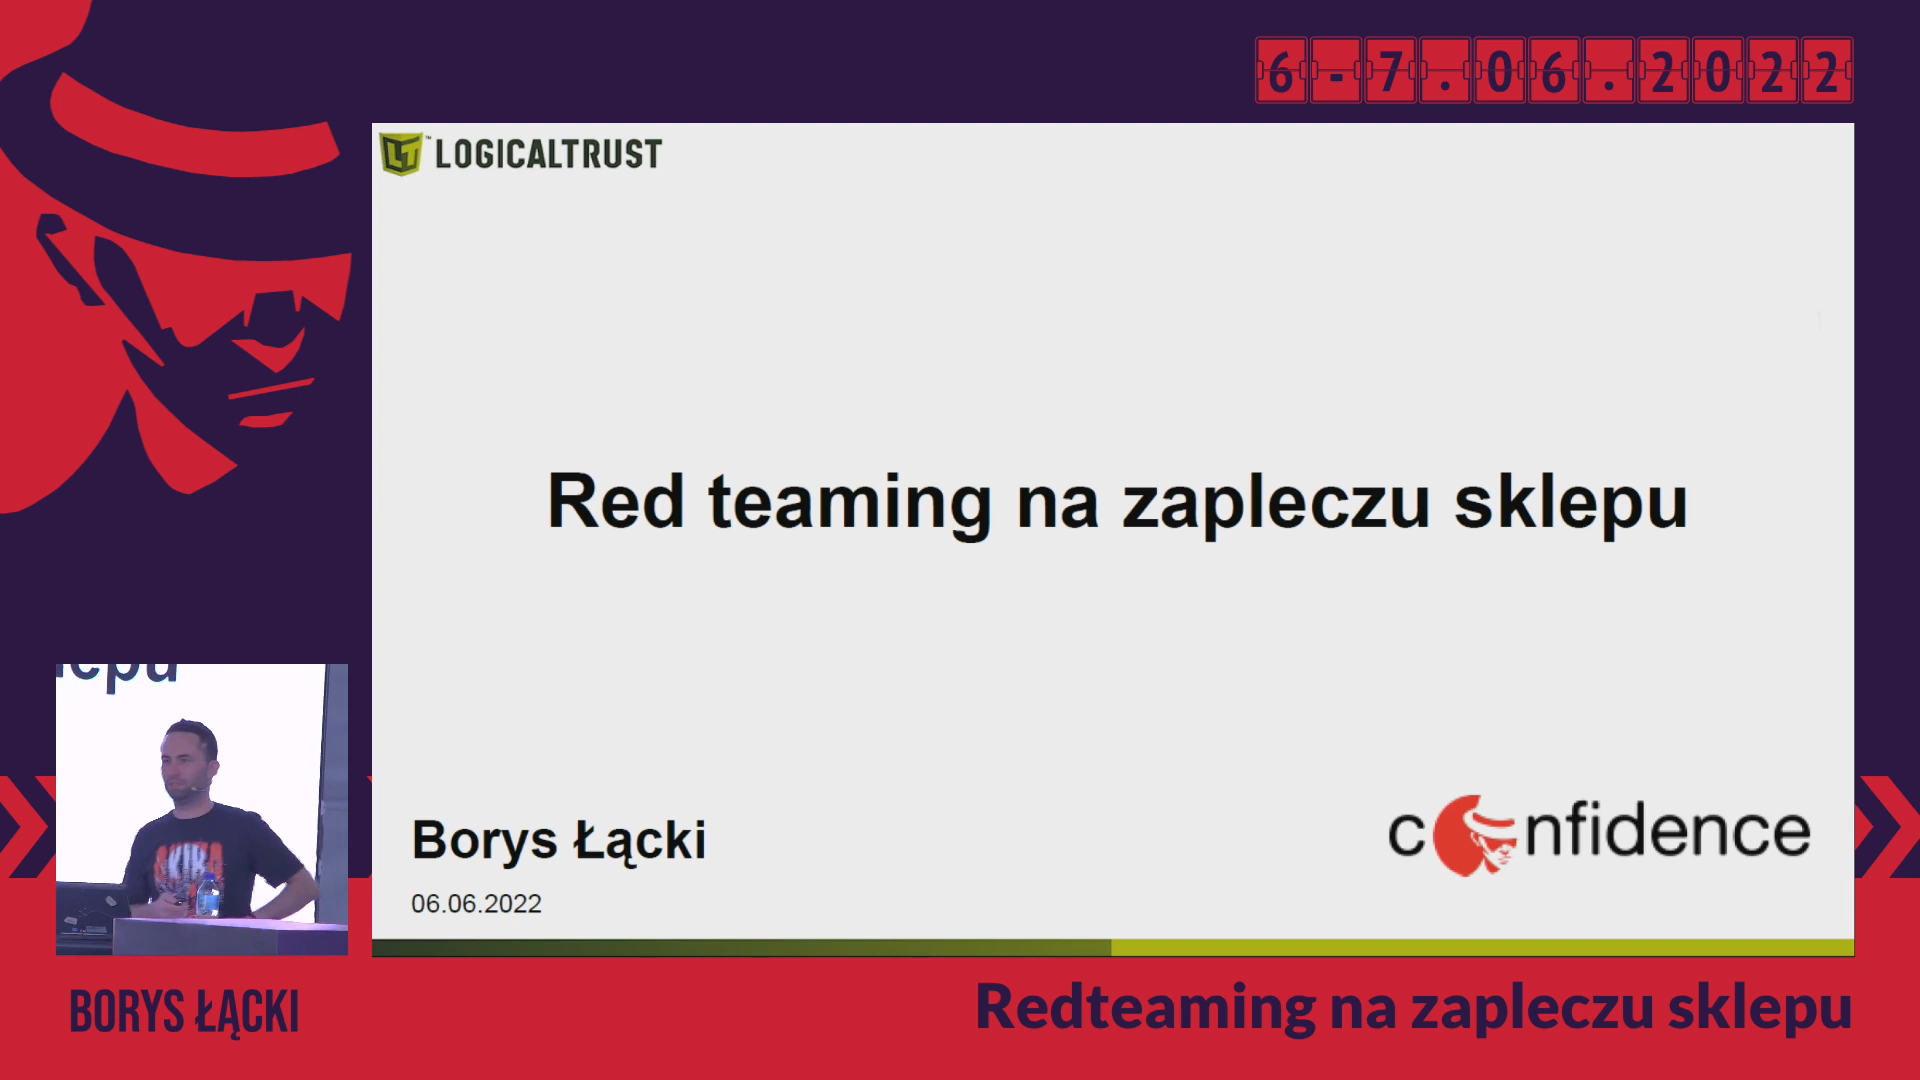 6-7.06.2022
LOGICALTRUST
Red teaming na zapleczu sklepu
Borys Łącki
06.06.2022
confidence
BORYS ŁĄCKI
Redteaming na zapleczu sklepu